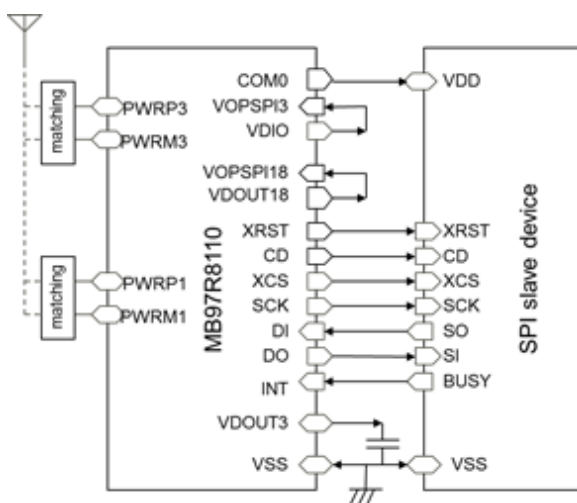 COM0
VDD
VOPSPI3
PWRP3
matching
VDIO
PWRM3
VOPSPI18
VDOUT18
XRST
XRST
CD
CD
MB97R8110
SPI slave device
PWRP1
XCS
XCS
SCK
SCK
matching
PWRM1
DI
SO
DO
SI
INT
BUSY
VDOUT3
VSS
VSS